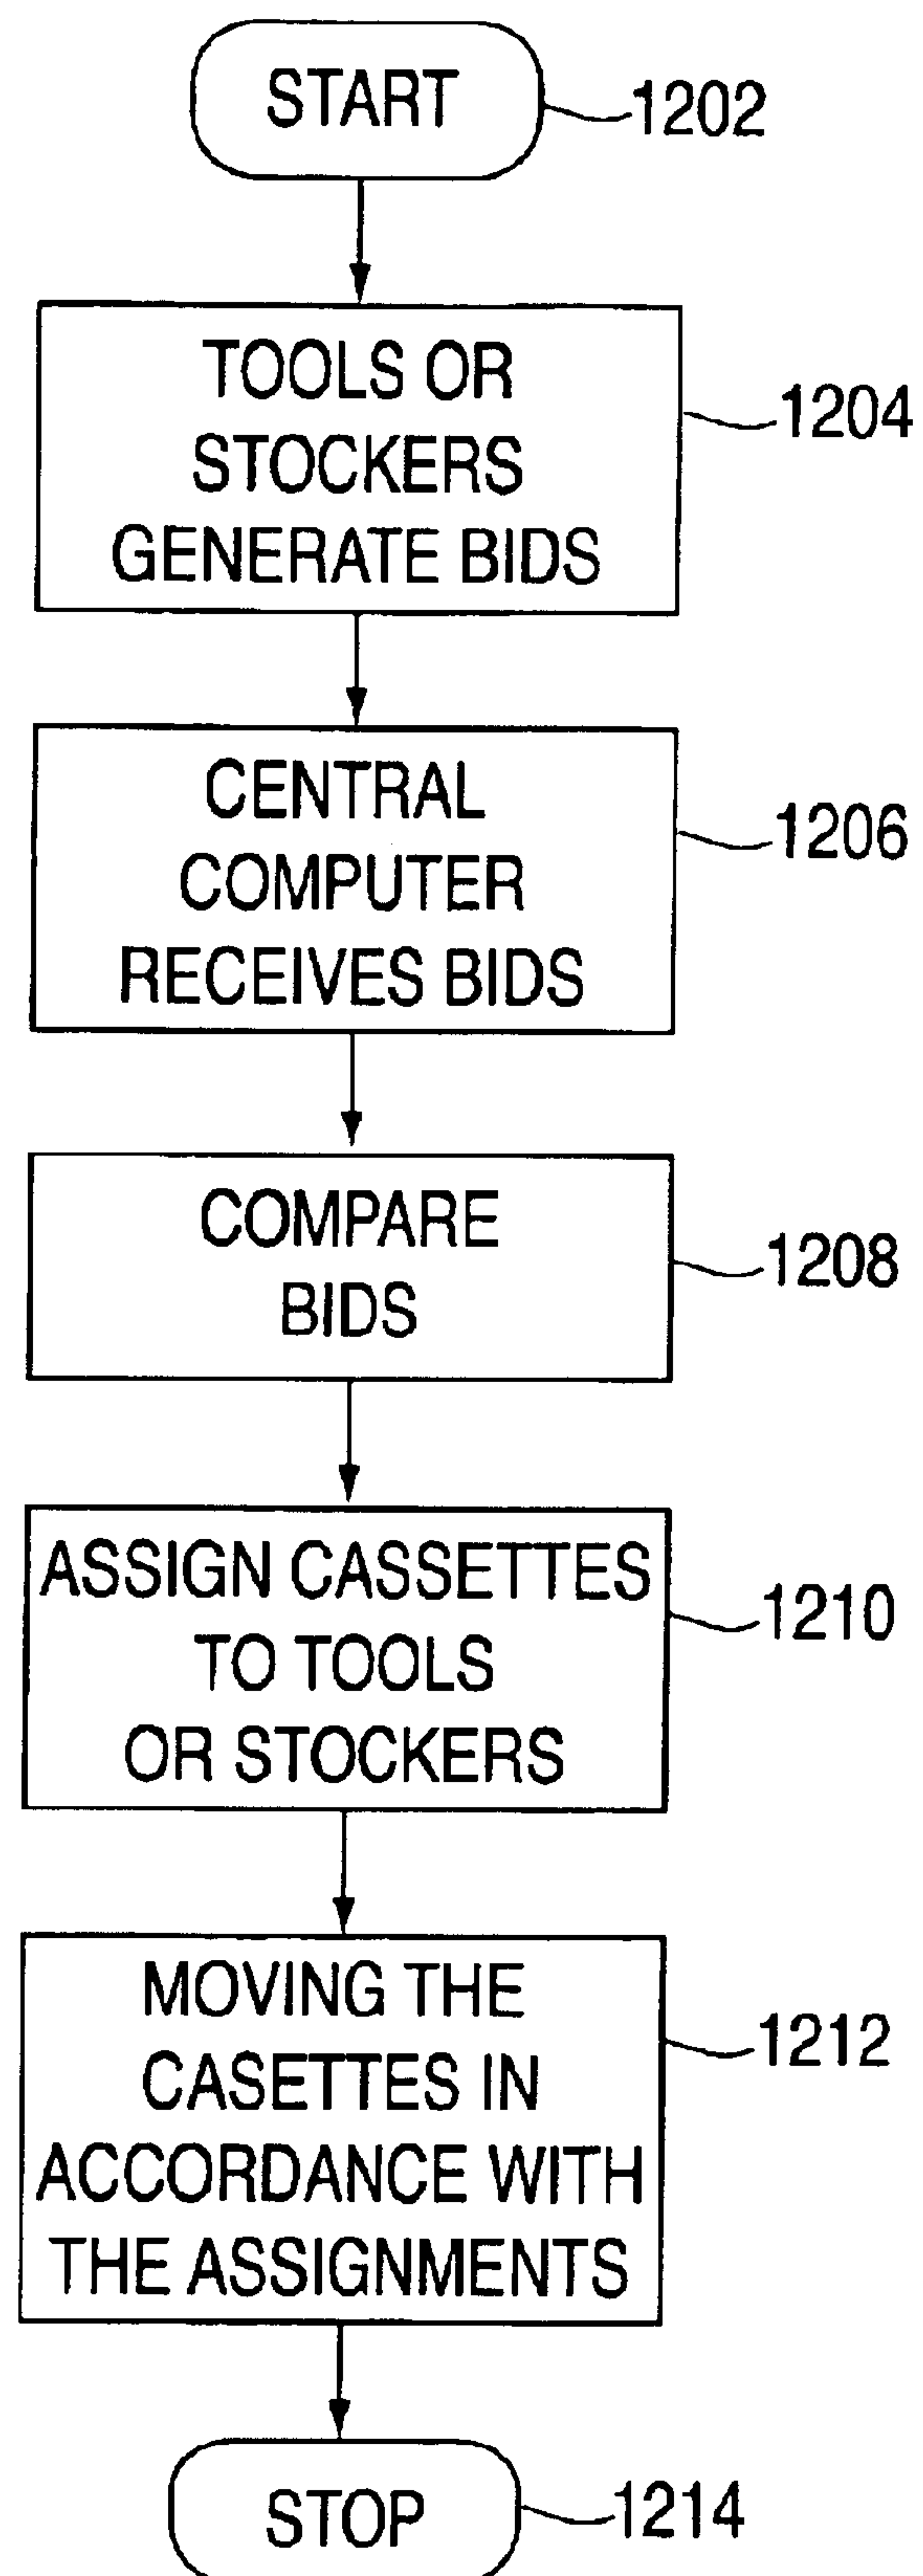 START
1202
TOOLS OR
STOCKERS
GENERATE BIDS
1204
CENTRAL
COMPUTER
RECEIVES BIDS
1206
COMPARE
BIDS
1208
ASSIGN CASSETTES
TO TOOLS
OR STOCKERS
1210
MOVING THE
CASETTES IN
ACCORDANCE WITH
THE ASSIGNMENTS
1212
STOP
1214